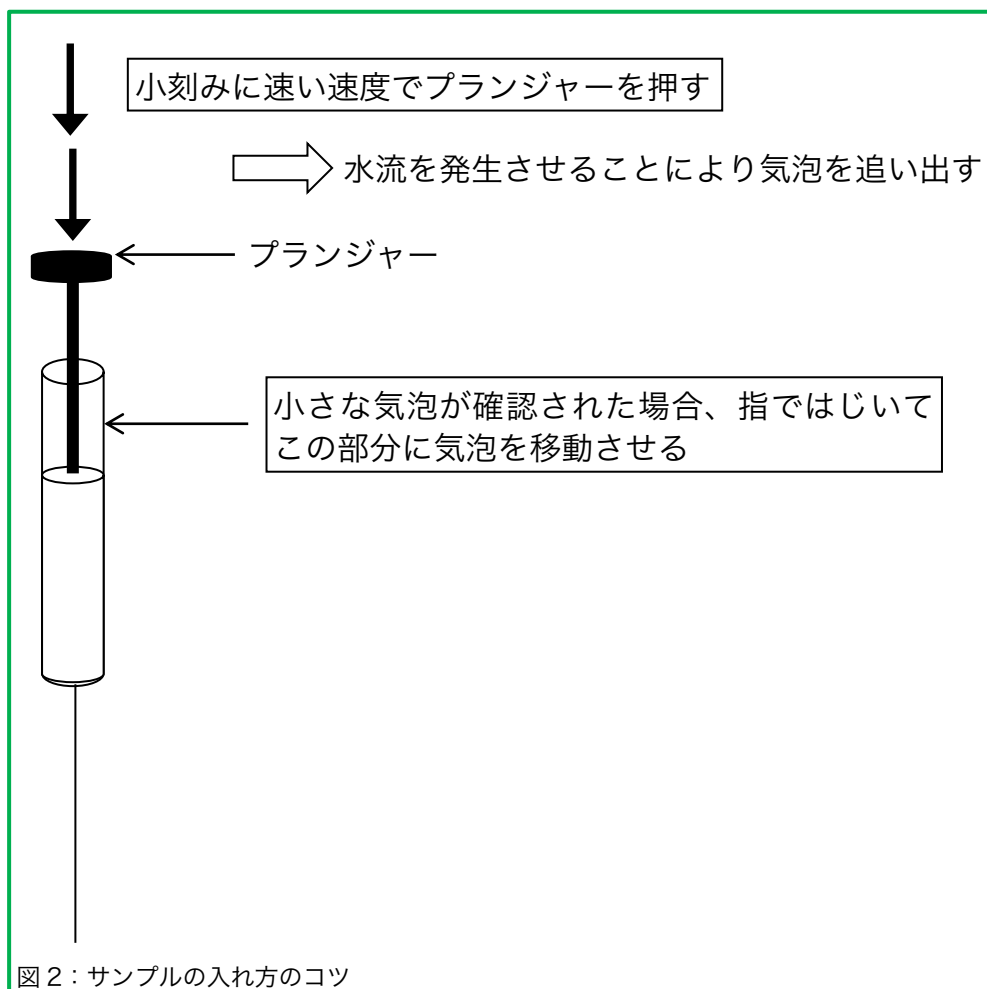 小刻みに速い速度でプランジャーを押す
水流を発生させることにより気泡を追い出す
プランジャー
小さな気泡が確認された場合、指ではじいて
この部分に気泡を移動させる
図2：サンプルの入れ方のコツ